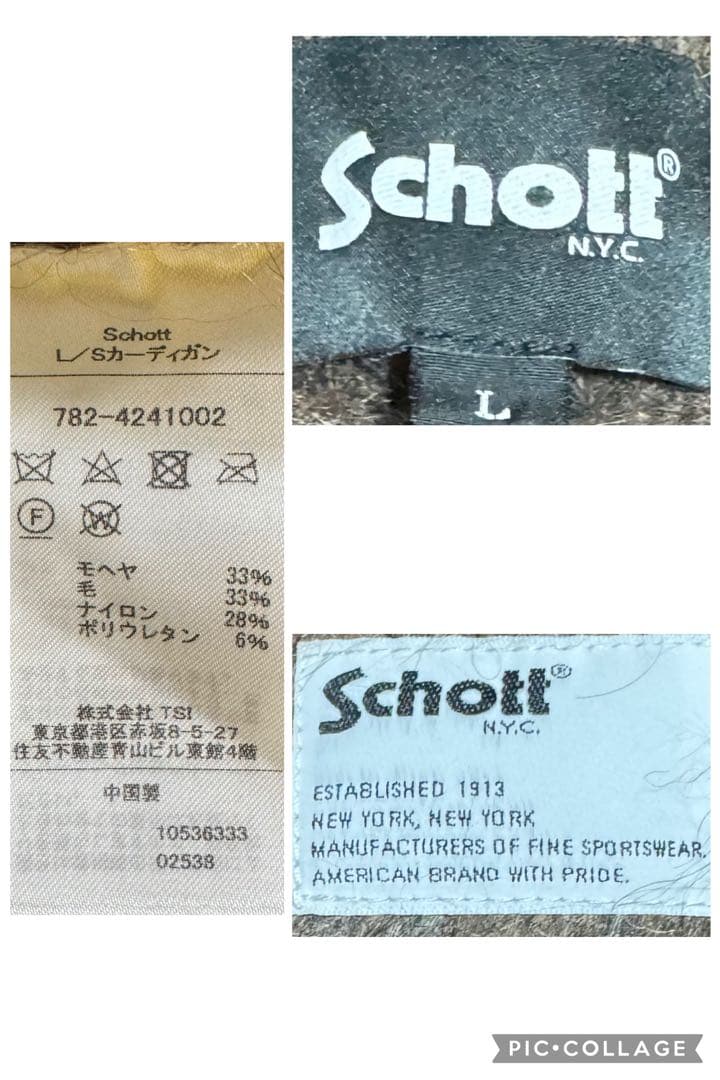 Schott®
N.Y.C.
L
Schott
L/Sカーディガン
782-4241002
F
W
モヘヤ 33%
毛 33%
ナイロン 28%
ポリウレタン 6%
株式会社 TSI
東京都港区赤坂8-5-27
住友不動産青山ビル東館4階
中国製
10536333
02538
Schott®
N.Y.C.
ESTABLISHED 1913
NEW YORK, NEW YORK
MANUFACTURERS OF FINE SPORTSWEAR.
AMERICAN BRAND WITH PRIDE.
PIC•COLLAGE